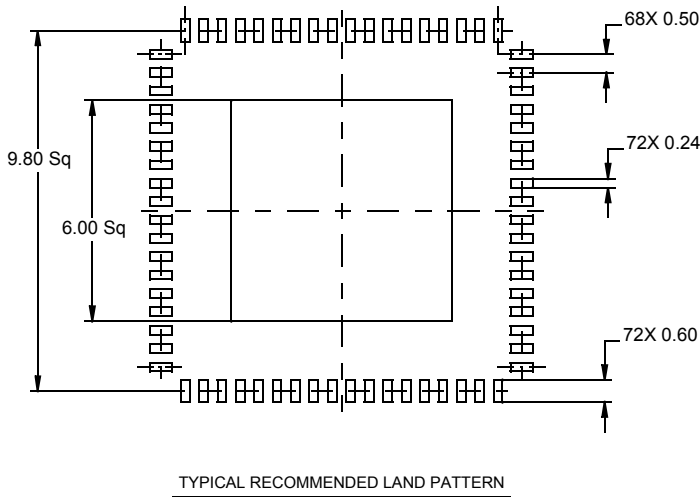 68X 0.50
72X 0.24
9.80 Sq
6.00 Sq
72X 0.60
TYPICAL RECOMMENDED LAND PATTERN